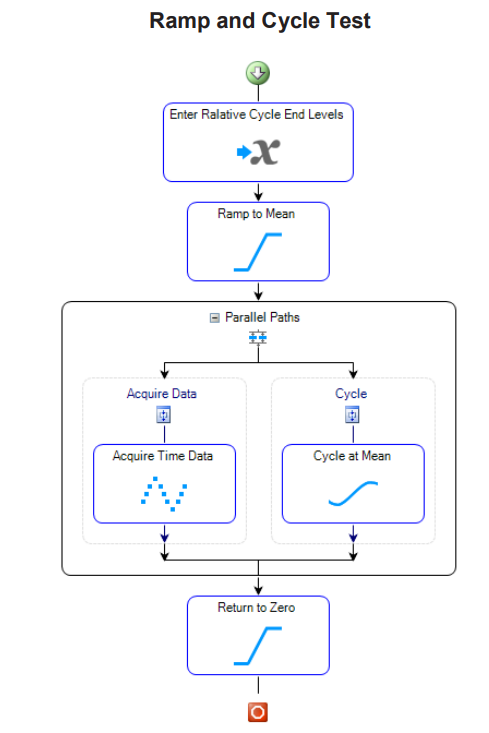 Ramp and Cycle Test
Enter Ralative Cycle End Levels
x
Ramp to Mean
Parallel Paths
Acquire Data
Cycle
Acquire Time Data
Cycle at Mean
Return to Zero